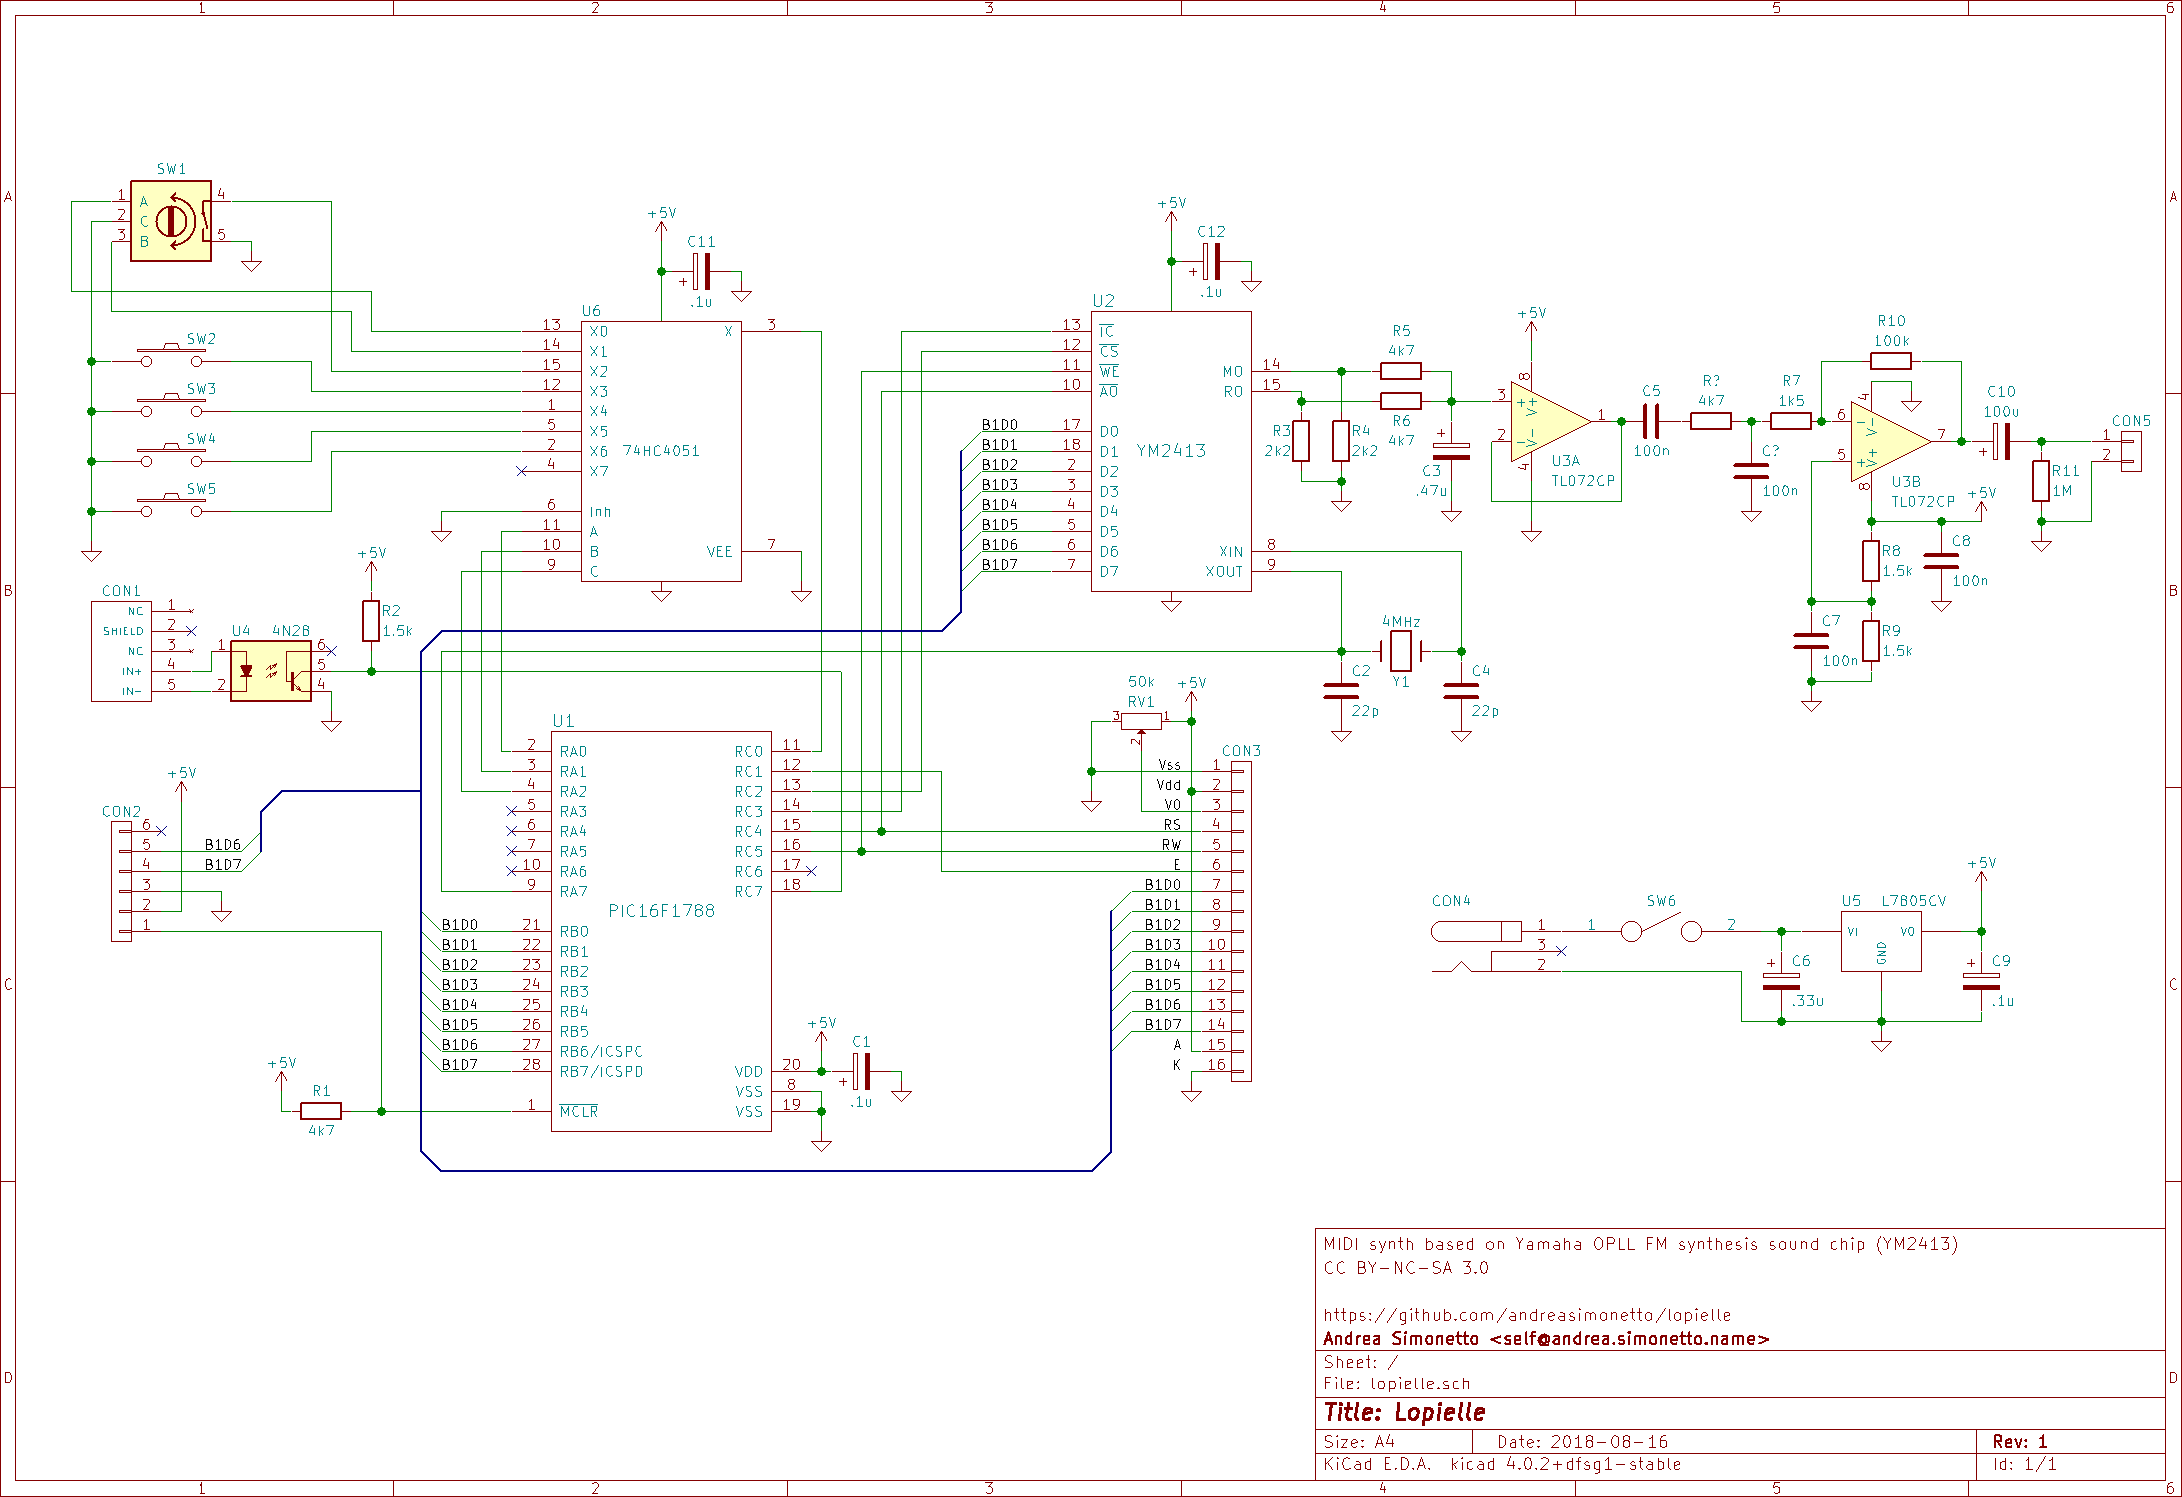 1 2 3 4 5 6
A
B
C
D
SW1
1 A 4
2 C
3 B 5
SW2
SW3
SW4
SW5
+5V
C11
+
.1u
U6
13 X0 X 3
14 X1
15 X2
12 X3
1 X4
5 X5
2 X6
4 X7
74HC4051
6 Inh
11 A
10 B VEE 7
9 C
+5V
C12
+
.1u
U2
13 IC
12 CS
11 WE MO 14
10 A0 RO 15
B1D0 17 D0
B1D1 18 D1
B1D2 2 D2
B1D3 3 D3
B1D4 4 D4
B1D5 5 D5
B1D6 6 D6 XIN 8
B1D7 7 D7 XOUT 9
YM2413
R5
4k7
R6
4k7
R3
2k2
R4
2k2
+
C3
.47u
+5V
8
3 + V+
2 - V-
4
1
U3A
TL072CP
C5
100n
R?
4k7
C?
100n
R7
1k5
R10
100k
4
6 - V-
5 + V+
8
7
U3B
TL072CP
+5V
C10
100u
+
R11
1M
CON5
1
2
R8
1.5k
C8
100n
C7
100n
R9
1.5k
4MHz
Y1
C2
22p
C4
22p
CON1
NC 1
SHIELD 2
NC 3
IN+ 4
IN- 5
U4 4N28
1 6
5
2 4
+5V
R2
1.5k
U1
2 RA0 RC0 11
3 RA1 RC1 12
4 RA2 RC2 13
5 RA3 RC3 14
6 RA4 RC4 15
7 RA5 RC5 16
10 RA6 RC6 17
9 RA7 RC7 18
PIC16F1788
B1D0 21 RB0
B1D1 22 RB1
B1D2 23 RB2
B1D3 24 RB3
B1D4 25 RB4
B1D5 26 RB5
B1D6 27 RB6/ICSPC
B1D7 28 RB7/ICSPD VDD 20
VSS 8
1 MCLR VSS 19
+5V
C1
+
.1u
+5V
CON2
6
5 B1D6
4 B1D7
3
2
1
+5V
R1
4k7
50k
RV1
+5V
3 1
2
CON3
Vss 1
Vdd 2
V0 3
RS 4
RW 5
E 6
B1D0 7
B1D1 8
B1D2 9
B1D3 10
B1D4 11
B1D5 12
B1D6 13
B1D7 14
A 15
K 16
CON4
1
3
2
SW6
1 2
+
C6
.33u
U5 L7805CV
VI VO
GND
+5V
+
C9
.1u
MIDI synth based on Yamaha OPLL FM synthesis sound chip (YM2413)
CC BY-NC-SA 3.0
https://github.com/andreasimonetto/lopielle
Andrea Simonetto <self@andrea.simonetto.name>
Sheet: /
File: lopielle.sch
Title: Lopielle
Size: A4 Date: 2018-08-16 Rev: 1
KiCad E.D.A. kicad 4.0.2+dfsg1-stable Id: 1/1
A
B
C
D
1 2 3 4 5 6